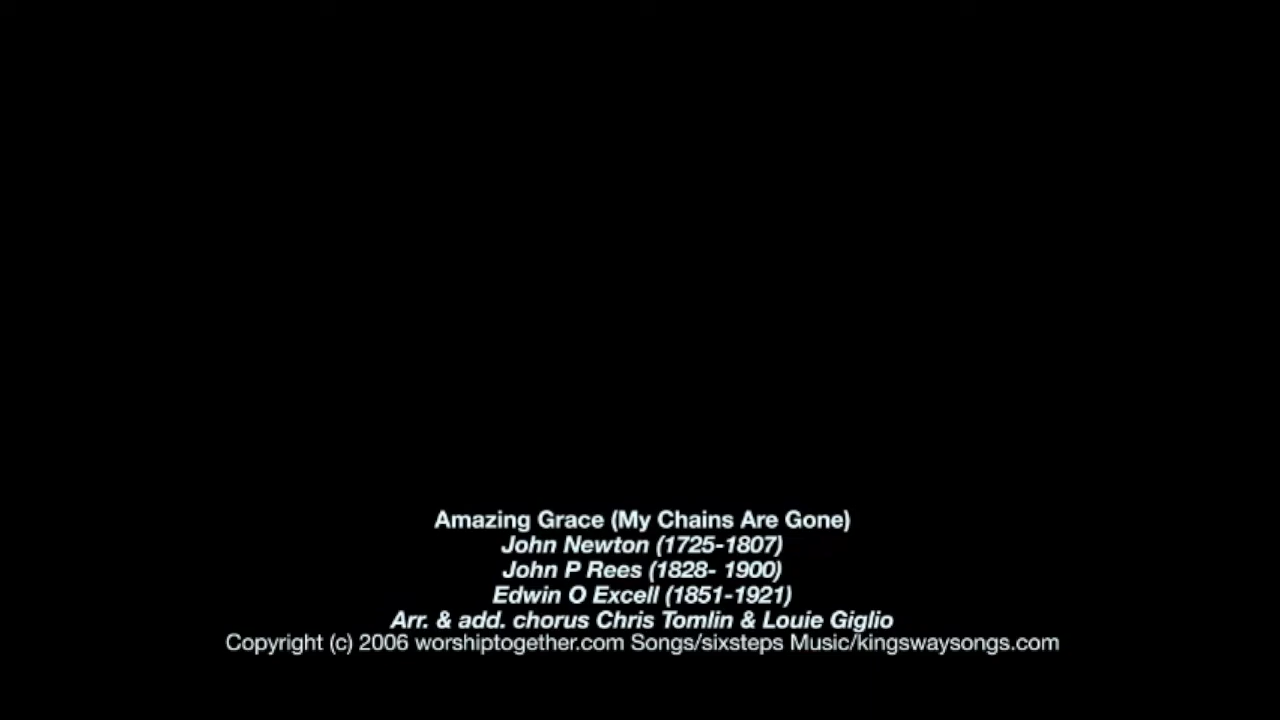 Amazing Grace (My Chains Are Gone)
John Newton (1725-1807)
John P Rees (1828- 1900)
Edwin O Excell (1851-1921)
Arr. & add. chorus Chris Tomlin & Louie Giglio
Copyright (c) 2006 worshiptogether.com Songs/sixsteps Music/kingswaysongs.com